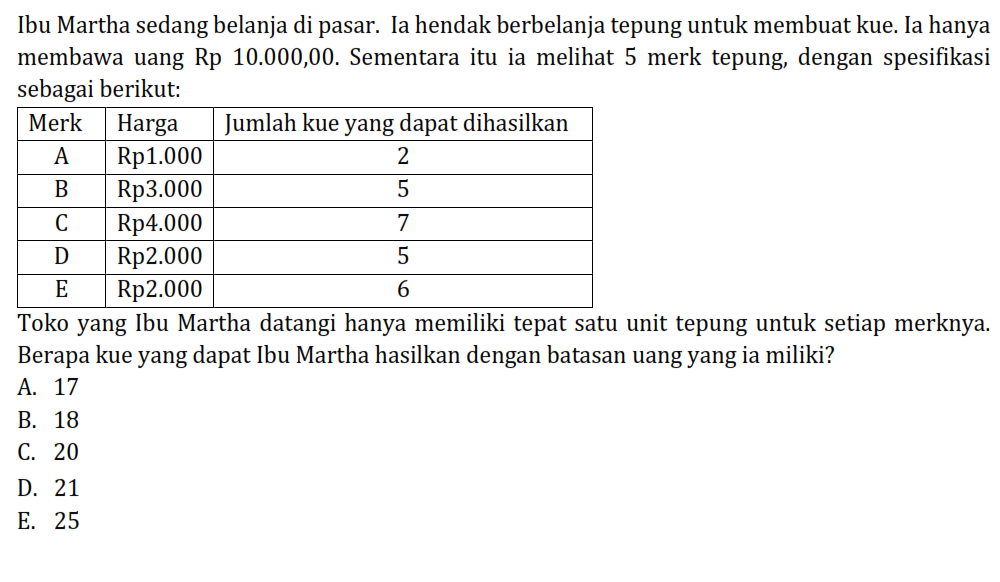 Ibu Martha sedang belanja di pasar. Ia hendak berbelanja tepung untuk membuat kue. Ia hanya
membawa uang Rp 10.000,00. Sementara itu ia melihat 5 merk tepung, dengan spesifikasi
sebagai berikut:
Merk Harga Jumlah kue yang dapat dihasilkan
A Rp1.000 2
B Rp3.000 5
C Rp4.000 7
D Rp2.000 5
E Rp2.000 6
Toko yang Ibu Martha datangi hanya memiliki tepat satu unit tepung untuk setiap merknya.
Berapa kue yang dapat Ibu Martha hasilkan dengan batasan uang yang ia miliki?
A. 17
B. 18
C. 20
D. 21
E. 25